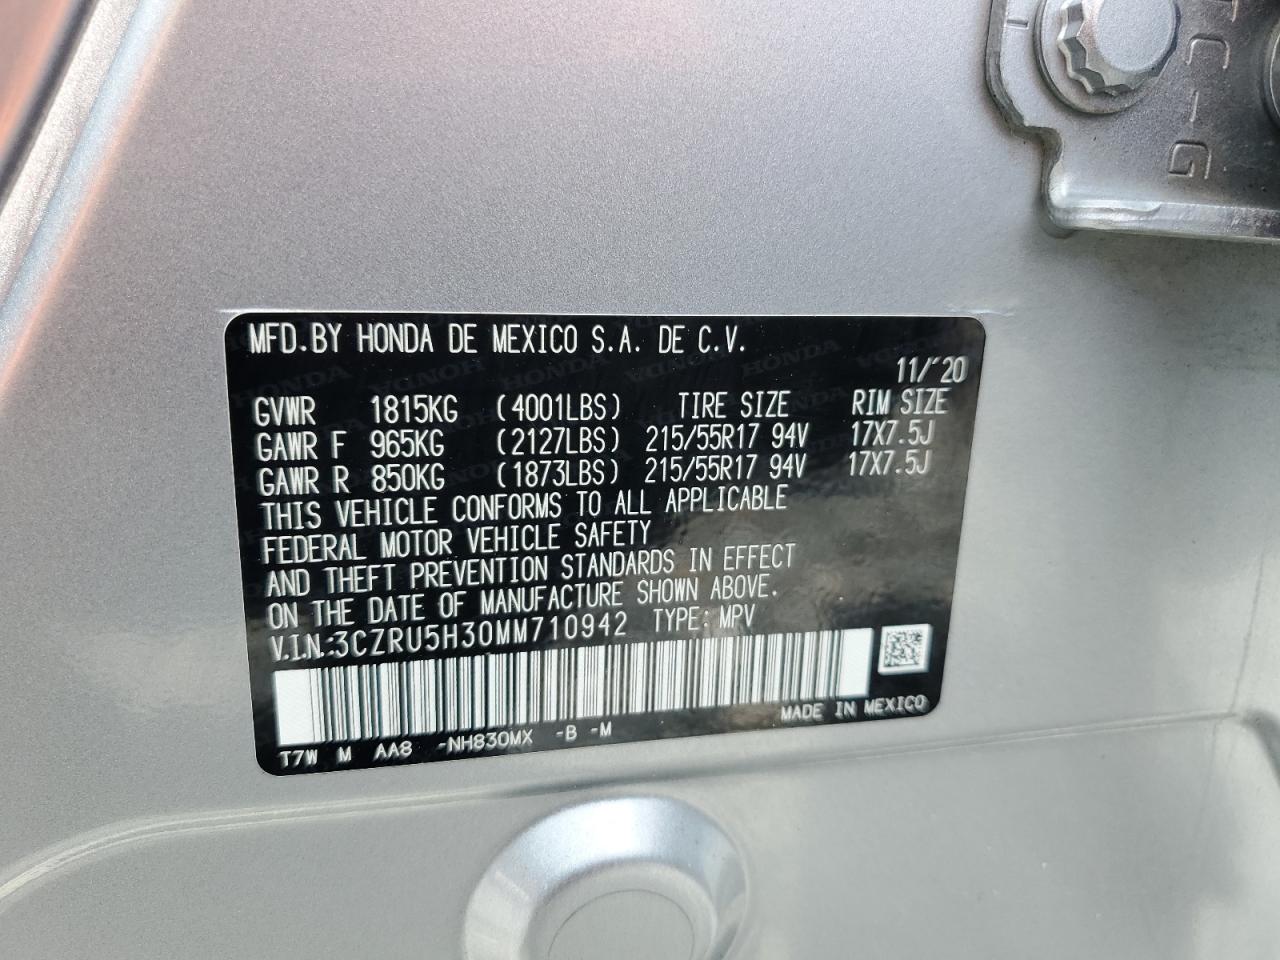 TC-G
MFD.BY HONDA DE MEXICO S.A. DE C.V.
11/'20
GVWR 1815KG (4001LBS) TIRE SIZE RIM SIZE
GAWR F 965KG (2127LBS) 215/55R17 94V 17X7.5J
GAWR R 850KG (1873LBS) 215/55R17 94V 17X7.5J
THIS VEHICLE CONFORMS TO ALL APPLICABLE
FEDERAL MOTOR VEHICLE SAFETY
AND THEFT PREVENTION STANDARDS IN EFFECT
ON THE DATE OF MANUFACTURE SHOWN ABOVE.
V.I.N.:3CZRU5H30MM710942 TYPE: MPV
MADE IN MEXICO
T7W M AA8 -NH830MX -B -M